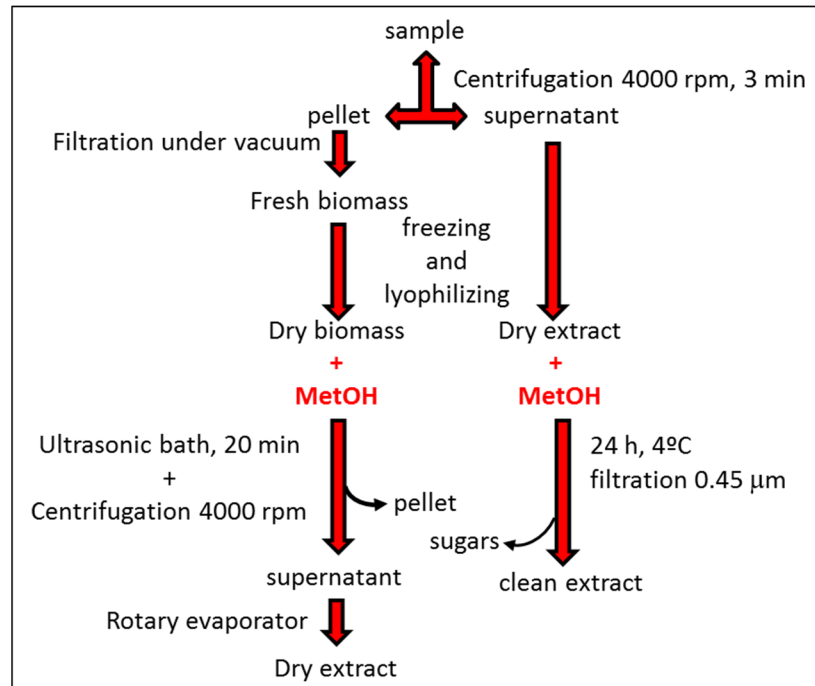 sample
Centrifugation 4000 rpm, 3 min
pellet
supernatant
Filtration under vacuum
Fresh biomass
freezing
and
lyophilizing
Dry biomass
+
MetOH
Dry extract
+
MetOH
Ultrasonic bath, 20 min
+
Centrifugation 4000 rpm
pellet
24 h, 4ºC
filtration 0.45 μm
sugars
supernatant
clean extract
Rotary evaporator
Dry extract